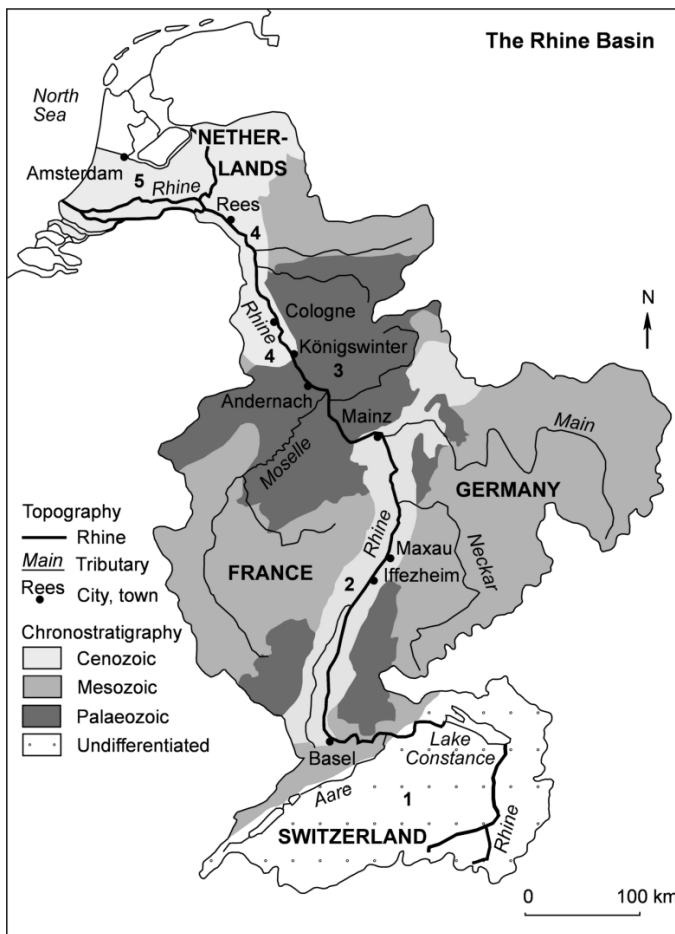 The Rhine Basin
North
Sea
NETHER-
LANDS
Amsterdam
5
Rhine
Rees
4
Rhine
Cologne
4
Königswinter
3
Andernach
Mainz
Main
Moselle
GERMANY
Rhine
Maxau
Iffezheim
Neckar
FRANCE
2
Basel
Lake
Constance
Aare
1
SWITZERLAND
Rhine
N
Topography
Rhine
Main Tributary
Rees City, town
Chronostratigraphy
Cenozoic
Mesozoic
Palaeozoic
Undifferentiated
0 100 km